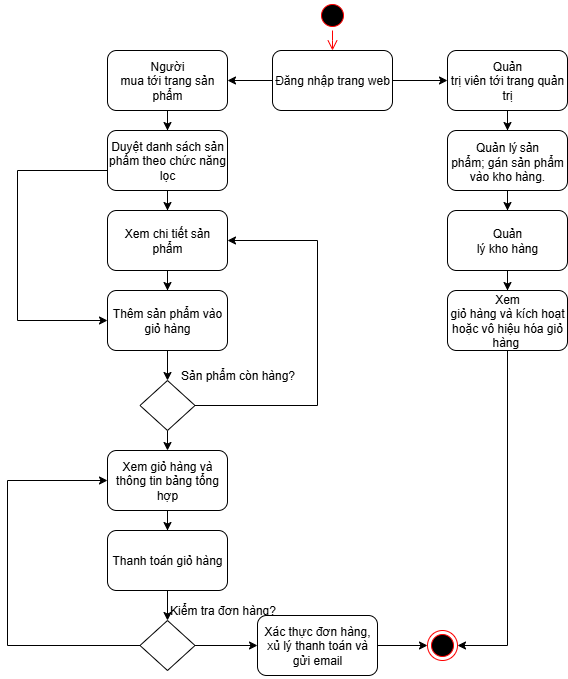 Người
mua tới trang sản
phẩm
Đăng nhập trang web
Quản
trị viên tới trang quản
trị
Duyệt danh sách sản
phẩm theo chức năng
lọc
Quản lý sản
phẩm; gán sản phẩm
vào kho hàng.
Xem chi tiết sản
phẩm
Quản
lý kho hàng
Thêm sản phẩm vào
giỏ hàng
Xem
giỏ hàng và kích hoạt
hoặc vô hiệu hóa giỏ
hàng
Sản phẩm còn hàng?
Xem giỏ hàng và
thông tin bảng tổng
hợp
Thanh toán giỏ hàng
Kiểm tra đơn hàng?
Xác thực đơn hàng,
xủ lý thanh toán và
gửi email